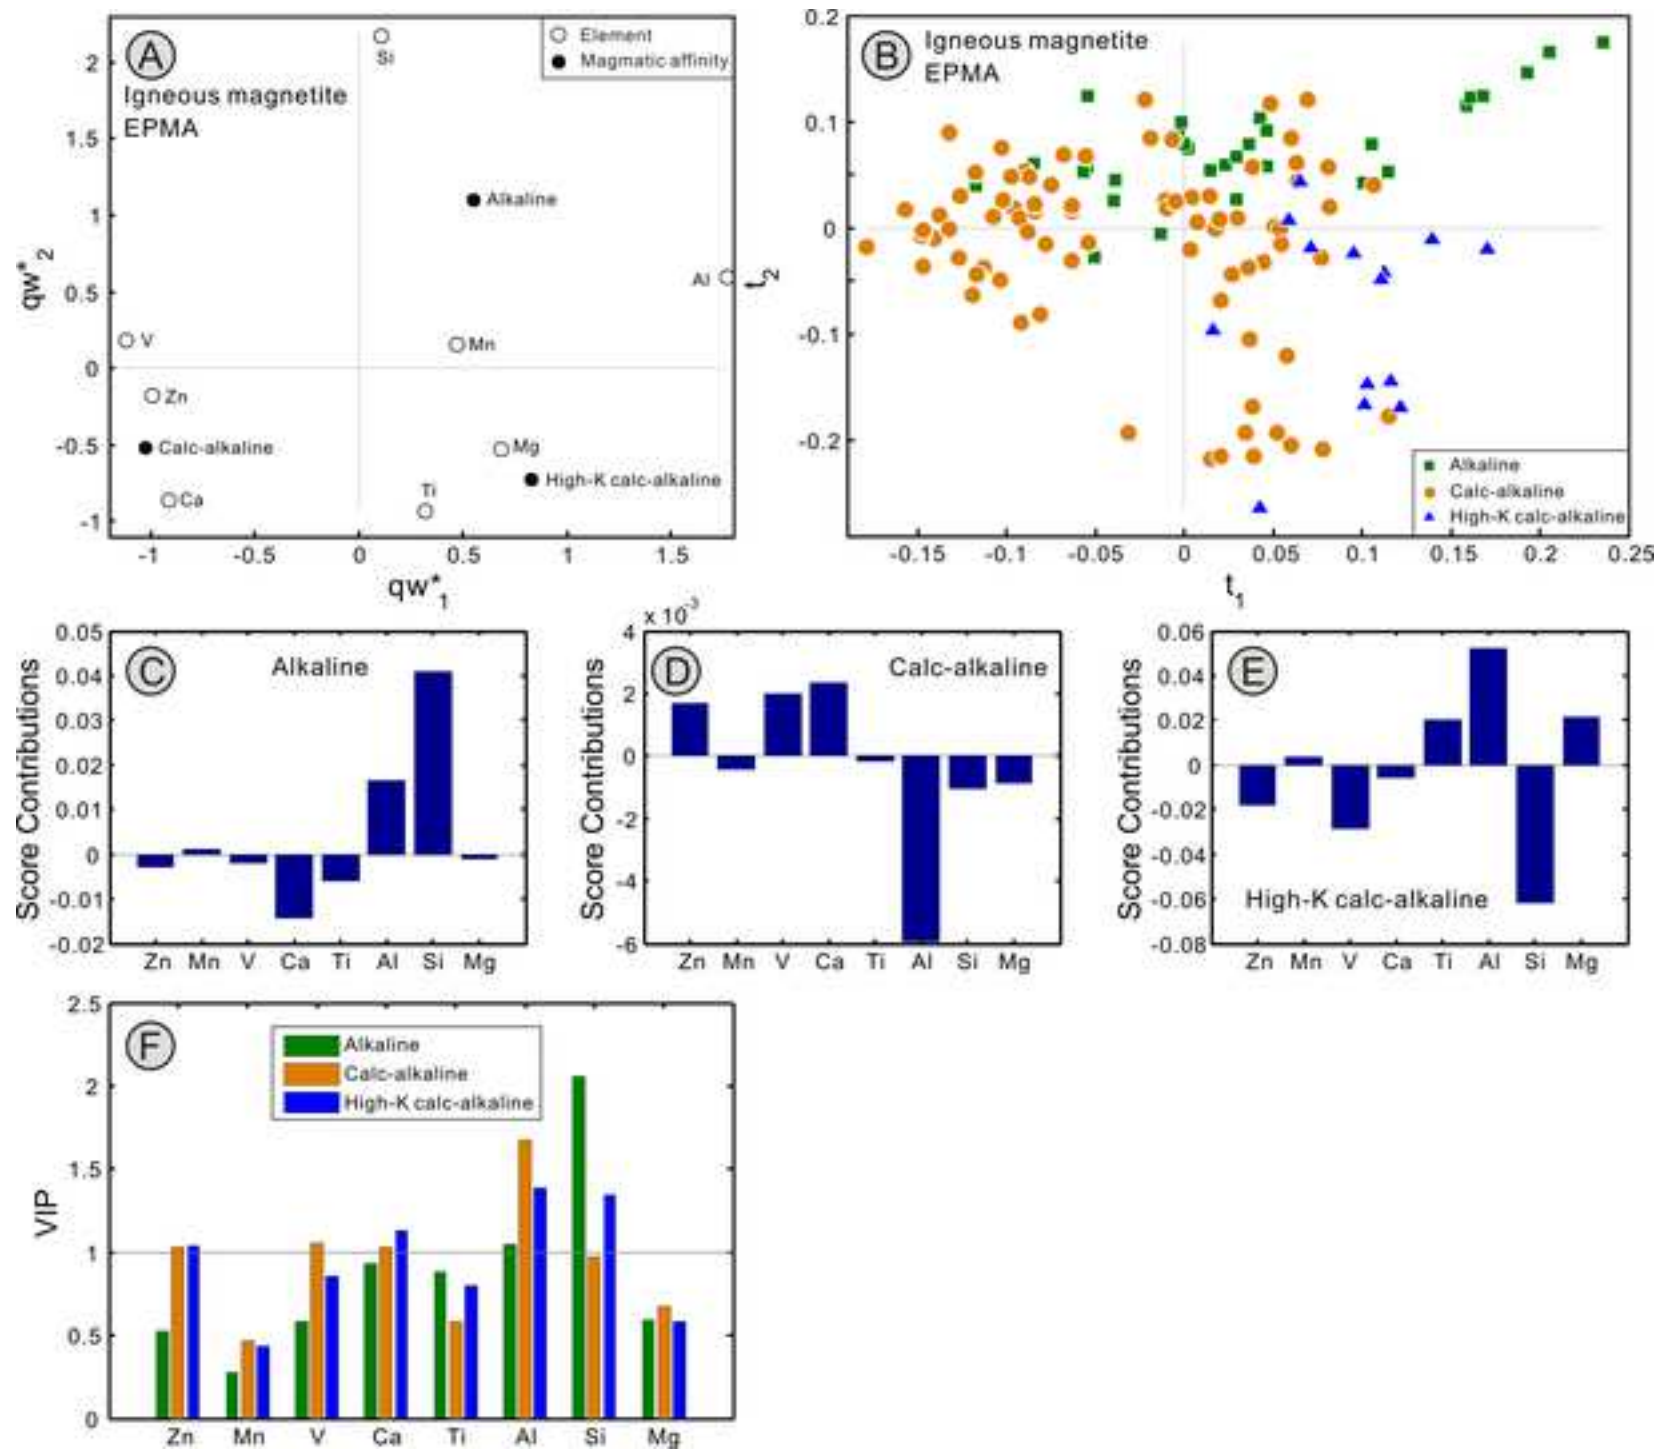 A
Igneous magnetite
EPMA
Element
Magmatic affinity
Si
Alkaline
Al
V
Mn
Zn
Calc-alkaline
Mg
High-K calc-alkaline
Ca
Ti
2
1.5
1
0.5
0
-0.5
-1
qw*2
-1 -0.5 0 0.5 1 1.5
qw*1
B
Igneous magnetite
EPMA
0.2
0.1
0
-0.1
-0.2
t2
Alkaline
Calc-alkaline
High-K calc-alkaline
-0.15 -0.1 -0.05 0 0.05 0.1 0.15 0.2 0.25
t1
C
Alkaline
0.05
0.04
0.03
0.02
0.01
0
-0.01
-0.02
Score Contributions
Zn Mn V Ca Ti Al Si Mg
x 10-3
D
Calc-alkaline
4
2
0
-2
-4
-6
Score Contributions
Zn Mn V Ca Ti Al Si Mg
E
0.06
0.04
0.02
0
-0.02
-0.04
-0.06
-0.08
Score Contributions
High-K calc-alkaline
Zn Mn V Ca Ti Al Si Mg
F
Alkaline
Calc-alkaline
High-K calc-alkaline
2.5
2
1.5
1
0.5
0
VIP
Zn Mn V Ca Ti Al Si Mg